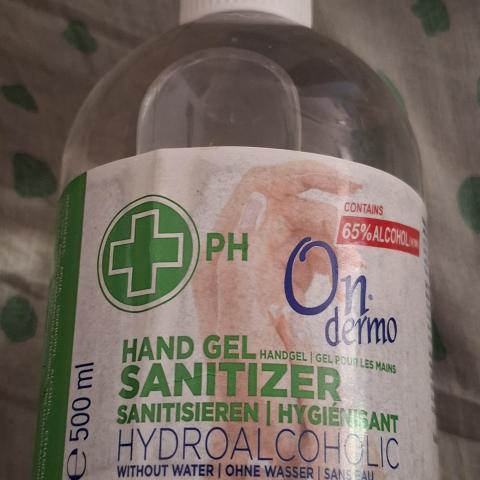 CONTAINS
65% ALCOHOL
PH
On.
dermo
HAND GEL HANDGEL | GEL POUR LES MAINS
SANITIZER
SANITISIEREN | HYGIÉNISANT
HYDROALCOHOLIC
WITHOUT WATER | OHNE WASSER | SANS EAU
e 500 ml